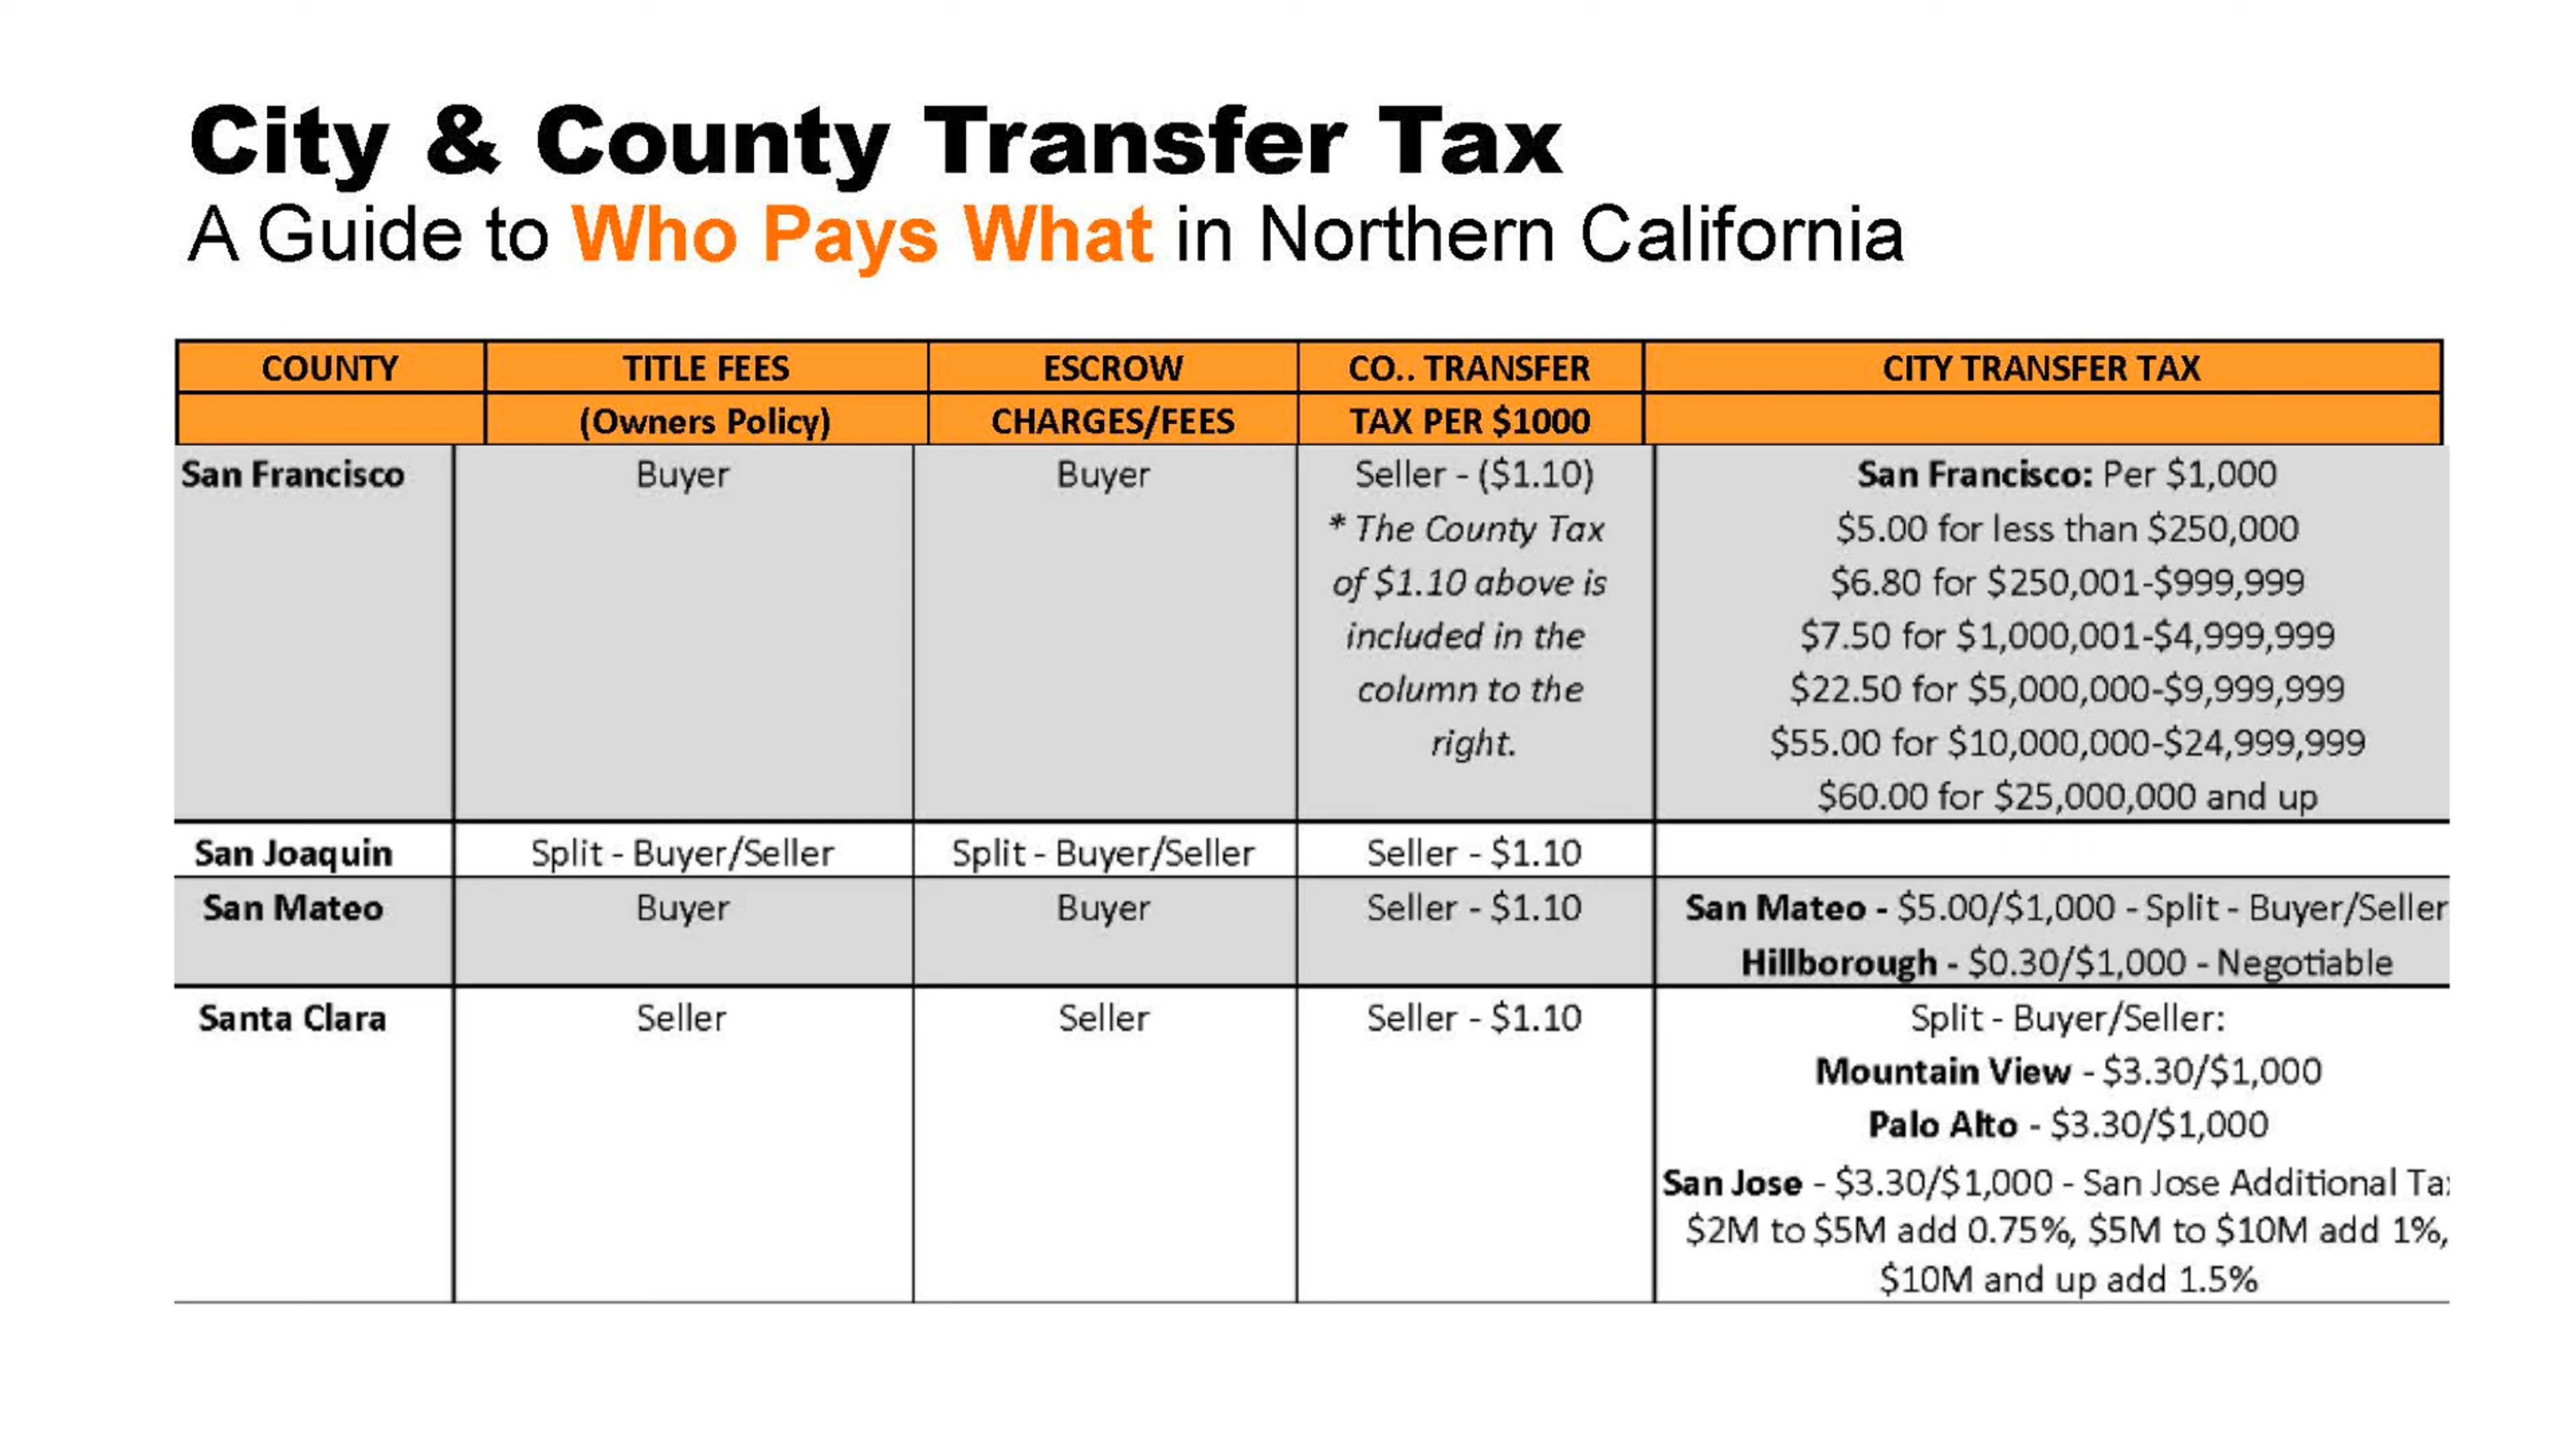 City & County Transfer Tax
A Guide to Who Pays What in Northern California
COUNTY TITLE FEES ESCROW CO.. TRANSFER CITY TRANSFER TAX
(Owners Policy) CHARGES/FEES TAX PER $1000
San Francisco Buyer Buyer Seller - ($1.10) San Francisco: Per $1,000
* The County Tax $5.00 for less than $250,000
of $1.10 above is $6.80 for $250,001-$999,999
included in the $7.50 for $1,000,001-$4,999,999
column to the $22.50 for $5,000,000-$9,999,999
right. $55.00 for $10,000,000-$24,999,999
$60.00 for $25,000,000 and up
San Joaquin Split - Buyer/Seller Split - Buyer/Seller Seller - $1.10
San Mateo Buyer Buyer Seller - $1.10 San Mateo - $5.00/$1,000 - Split - Buyer/Seller
Hillborough - $0.30/$1,000 - Negotiable
Santa Clara Seller Seller Seller - $1.10 Split - Buyer/Seller:
Mountain View - $3.30/$1,000
Palo Alto - $3.30/$1,000
San Jose - $3.30/$1,000 - San Jose Additional
$2M to $5M add 0.75%, $5M to $10M add 1%,
$10M and up add 1.5%